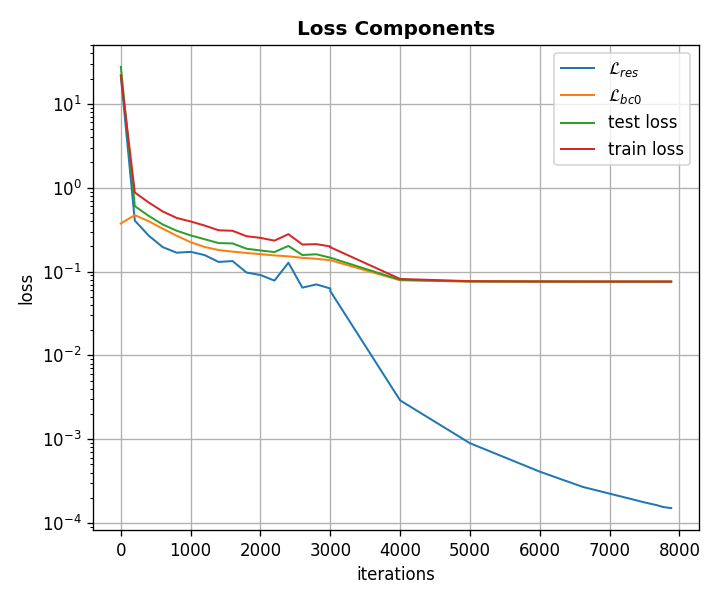 Loss Components
ℒ_res
ℒ_bc0
test loss
train loss
loss
10^1
10^0
10^−1
10^−2
10^−3
10^−4
0 1000 2000 3000 4000 5000 6000 7000 8000
iterations